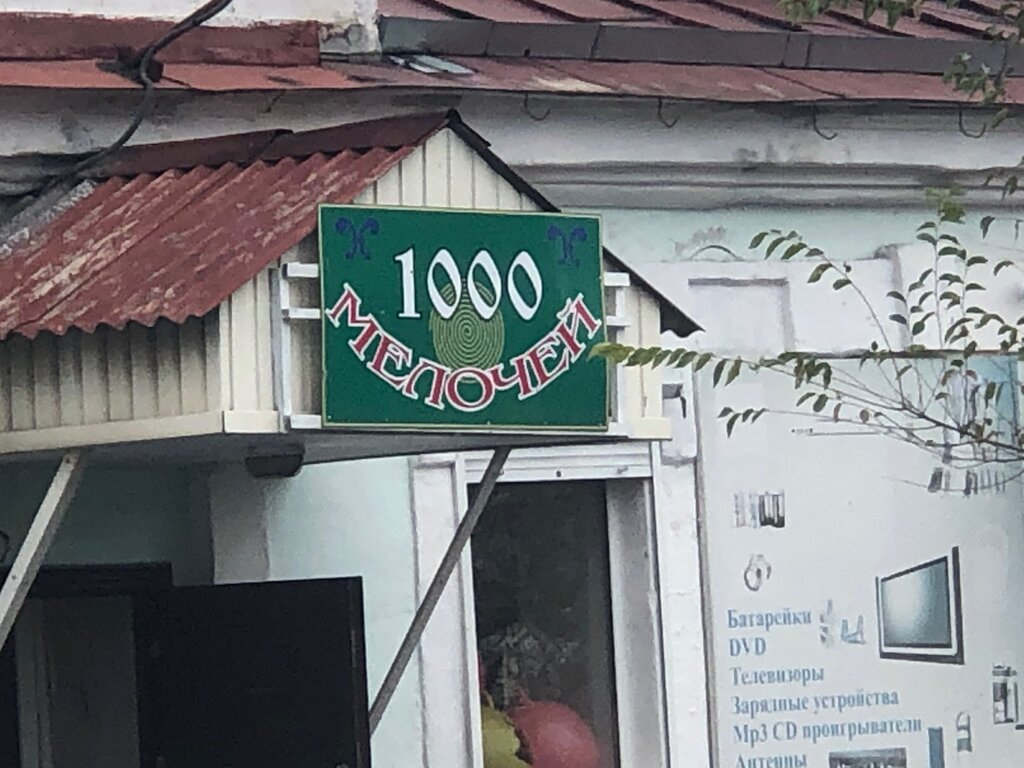 1000
МЕЛОЧЕЙ
Батарейки
DVD
Телевизоры
Зарядные устройства
Mp3 CD проигрыватели
Антенны